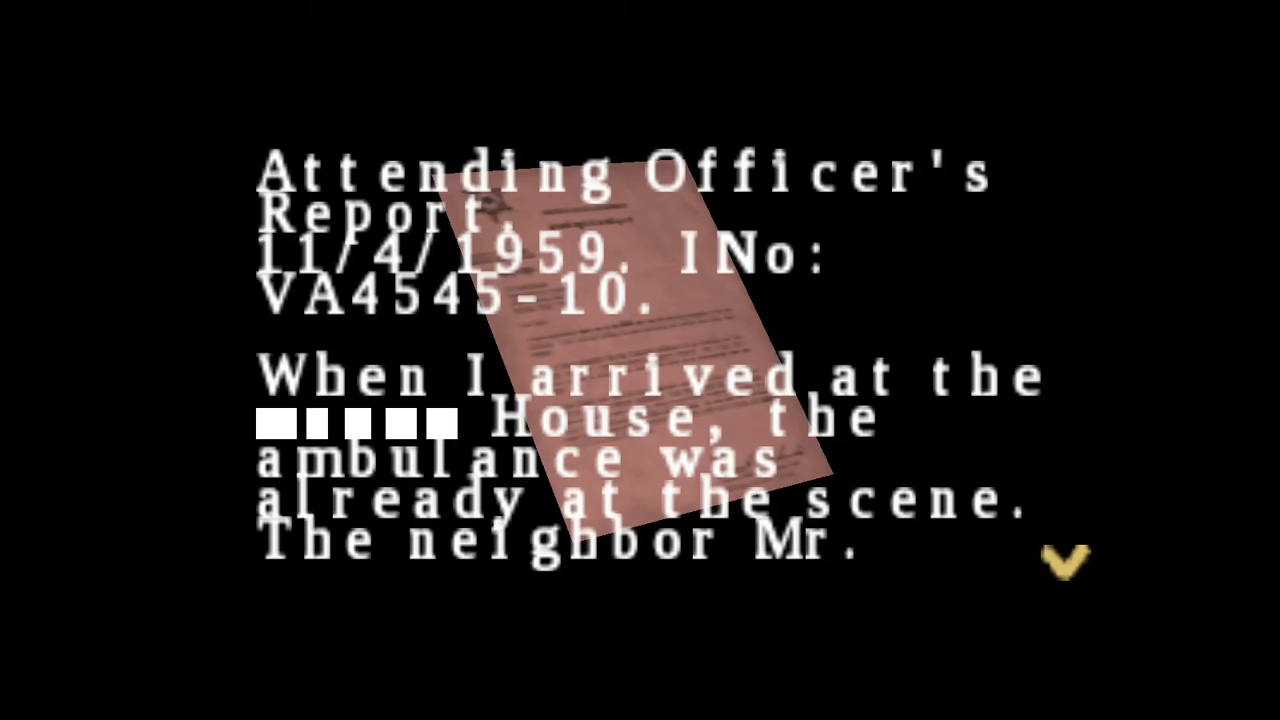 Attending Officer's
Report.
11/4/1959. INo:
VA4545-10.
When I arrived at the
■■■■■ House, the
ambulance was
already at the scene.
The neighbor Mr.